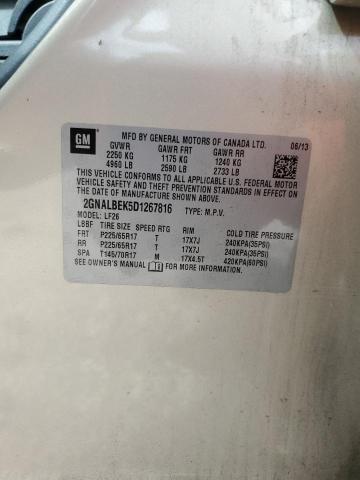 GM
MFD BY GENERAL MOTORS OF CANADA LTD. 06/13
GVWR GAWR FRT GAWR RR
2250 KG 1175 KG 1240 KG
4960 LB 2590 LB 2733 LB
THIS VEHICLE CONFORMS TO ALL APPLICABLE U.S. FEDERAL MOTOR
VEHICLE SAFETY AND THEFT PREVENTION STANDARDS IN EFFECT
ON THE DATE OF MANUFACTURE SHOWN ABOVE.
2GNALBEK5D1267816 TYPE: M.P.V.
MODEL: LF26
LBBF TIRE SIZE SPEED RTG RIM COLD TIRE PRESSURE
FRT P225/65R17 T 17X7J 240KPA(35PSI)
RR P225/65R17 T 17X7J 240KPA(35PSI)
SPA T145/70R17 M 17X4.5T 420KPA(60PSI)
SEE OWNER'S MANUAL FOR MORE INFORMATION